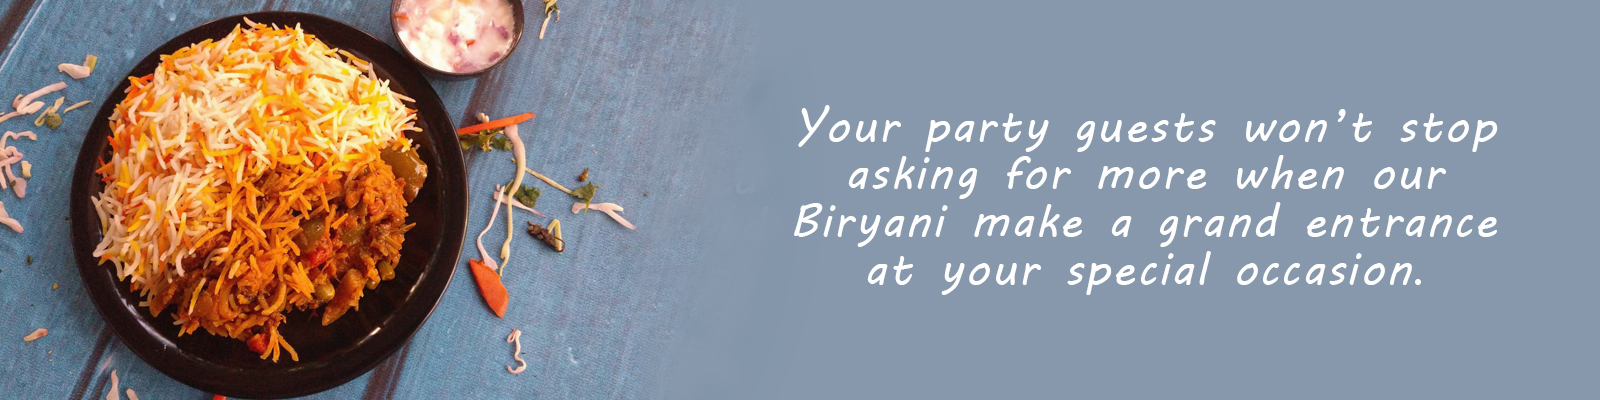 Your party guests won’t stop
asking for more when our
Biryani make a grand entrance
at your special occasion.